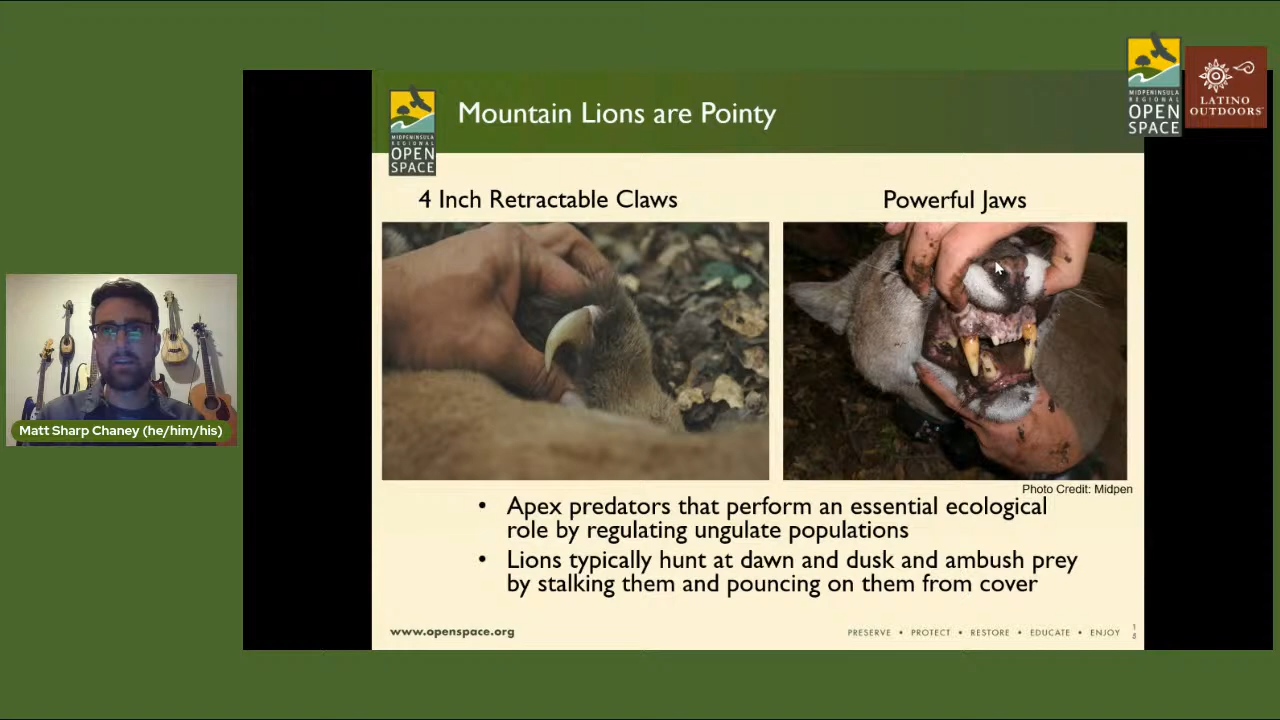 Mountain Lions are Pointy
MIDPENINSULA
REGIONAL
OPEN
SPACE
MIDPENINSULA
REGIONAL
OPEN
SPACE
LATINO
OUTDOORS
4 Inch Retractable Claws
Powerful Jaws
Matt Sharp Chaney (he/him/his)
Photo Credit: Midpen
• Apex predators that perform an essential ecological
role by regulating ungulate populations
• Lions typically hunt at dawn and dusk and ambush prey
by stalking them and pouncing on them from cover
www.openspace.org
PRESERVE • PROTECT • RESTORE • EDUCATE • ENJOY